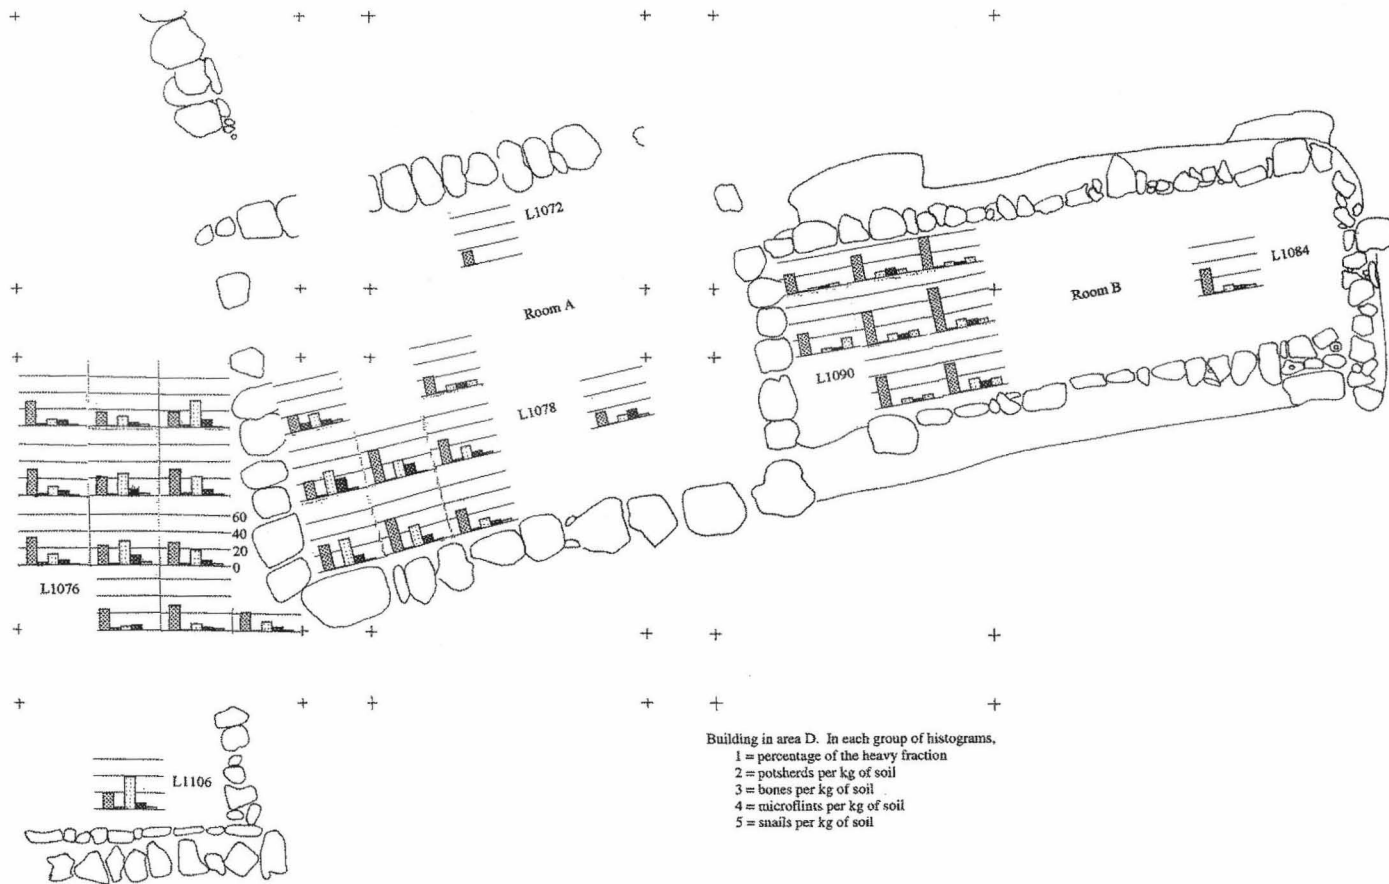 L1072
L1084
Room A
Room B
L1090
L1078
60
40
20
0
L1076
L1106
Building in area D. In each group of histograms,
1 = percentage of the heavy fraction
2 = potsherds per kg of soil
3 = bones per kg of soil
4 = microflints per kg of soil
5 = snails per kg of soil